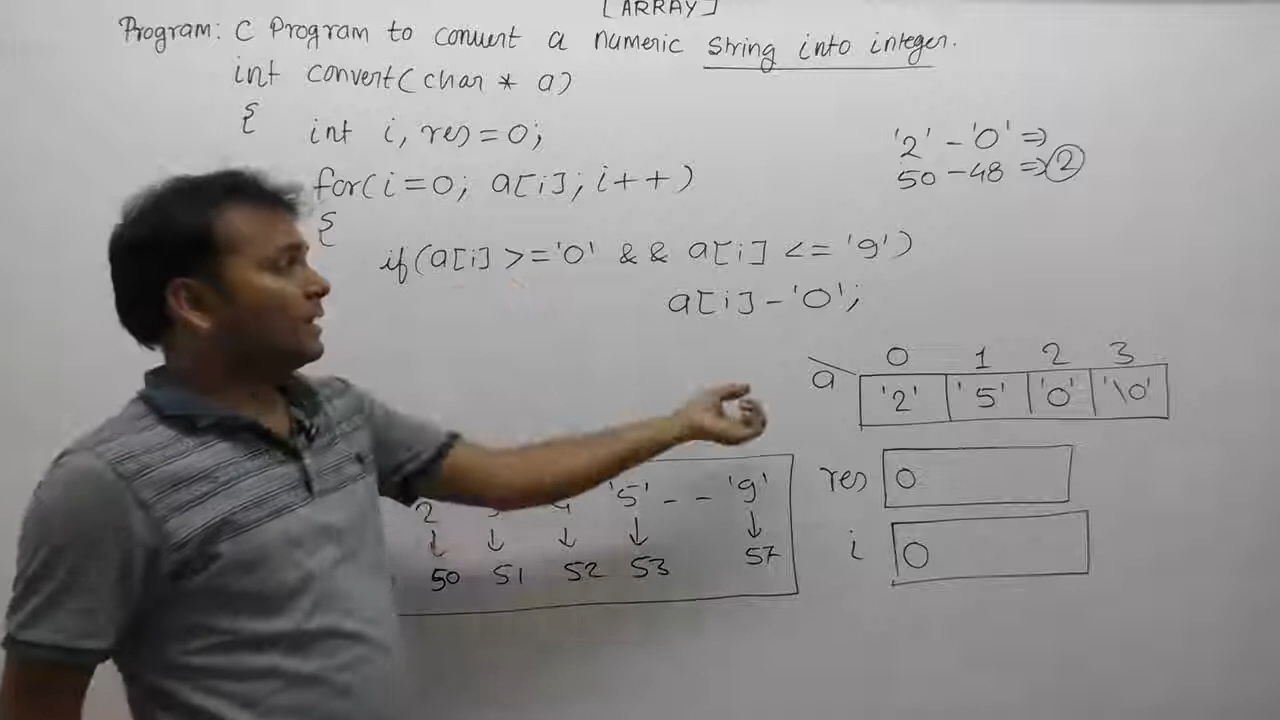 [ARRAY]
Program: C Program to convert a numeric string into integer.
int convert(char * a)
{
int i, res=0;
for(i=0; a[i]; i++)
{
if(a[i] >='0' && a[i] <= '9')
a[i]-'0';
'2' - '0' =>
50 - 48 => 2
0 1 2 3
a '2' '5' '0' '\0'
res 0
i 0
2 '5' - - '9'
↓ ↓ ↓ ↓ ↓
50 51 52 53 57